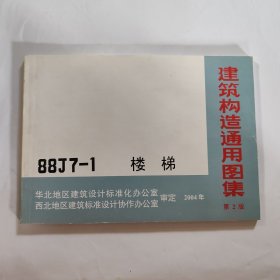 88J7-1 楼梯
华北地区建筑设计标准化办公室
西北地区建筑标准设计协作办公室
审定 2004年
建筑构造通用图集
第2版